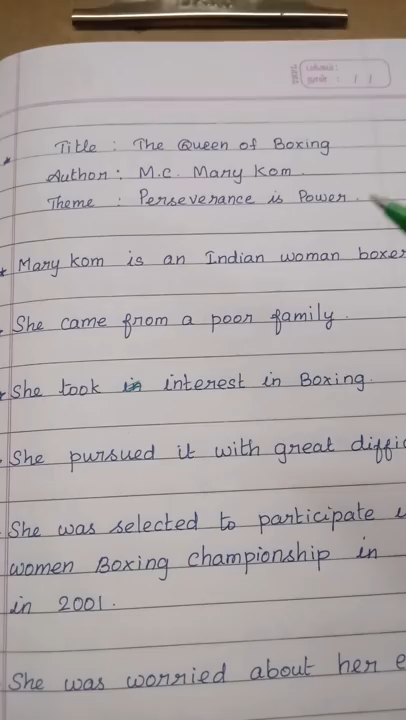 Title : The Queen of Boxing
Author : M.C. Mary Kom.
Theme : Perseverance is Power.
* Mary Kom is an Indian woman boxer
She came from a poor family.
She took in interest in Boxing.
She pursued it with great
She was selected to participate
women Boxing championship in
in 2001.
She was worried about her